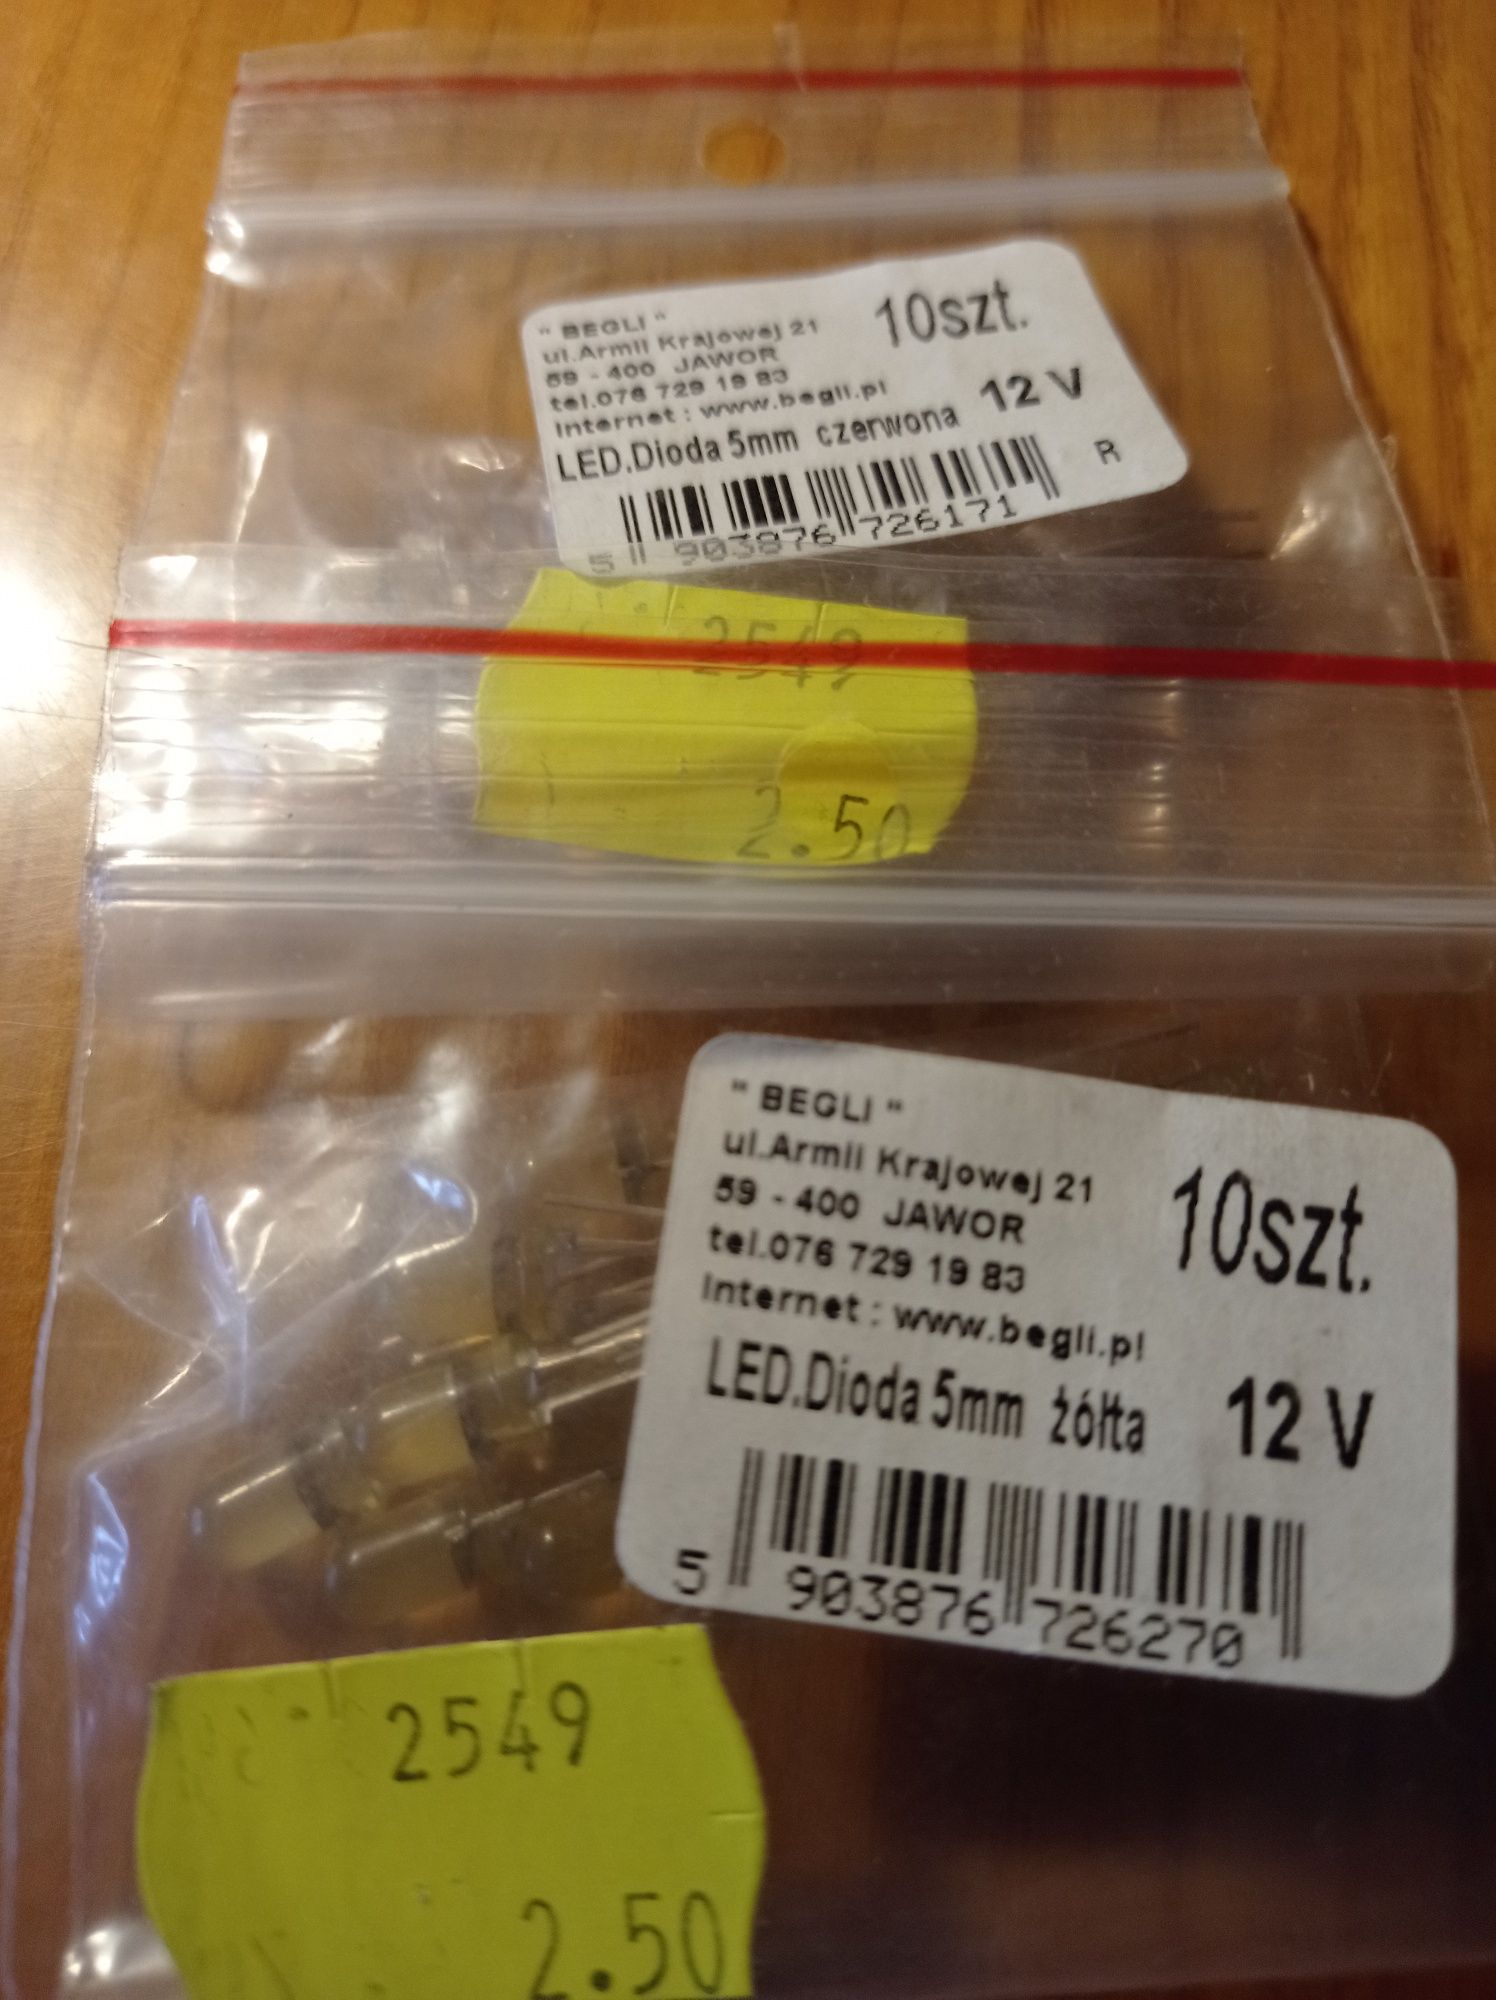 " BEGLI "
ul.Armii Krajowej 21
59 - 400 JAWOR
tel.076 729 19 83
Internet : www.begli.pl
10szt.
LED.Dioda 5mm czerwona 12 V
R
5 903876 726171
2549
2.50
" BEGLI "
ul.Armii Krajowej 21
59 - 400 JAWOR
tel.076 729 19 83
Internet : www.begli.pl
10szt.
LED.Dioda 5mm żółta 12 V
5 903876 726270
2549
2.50